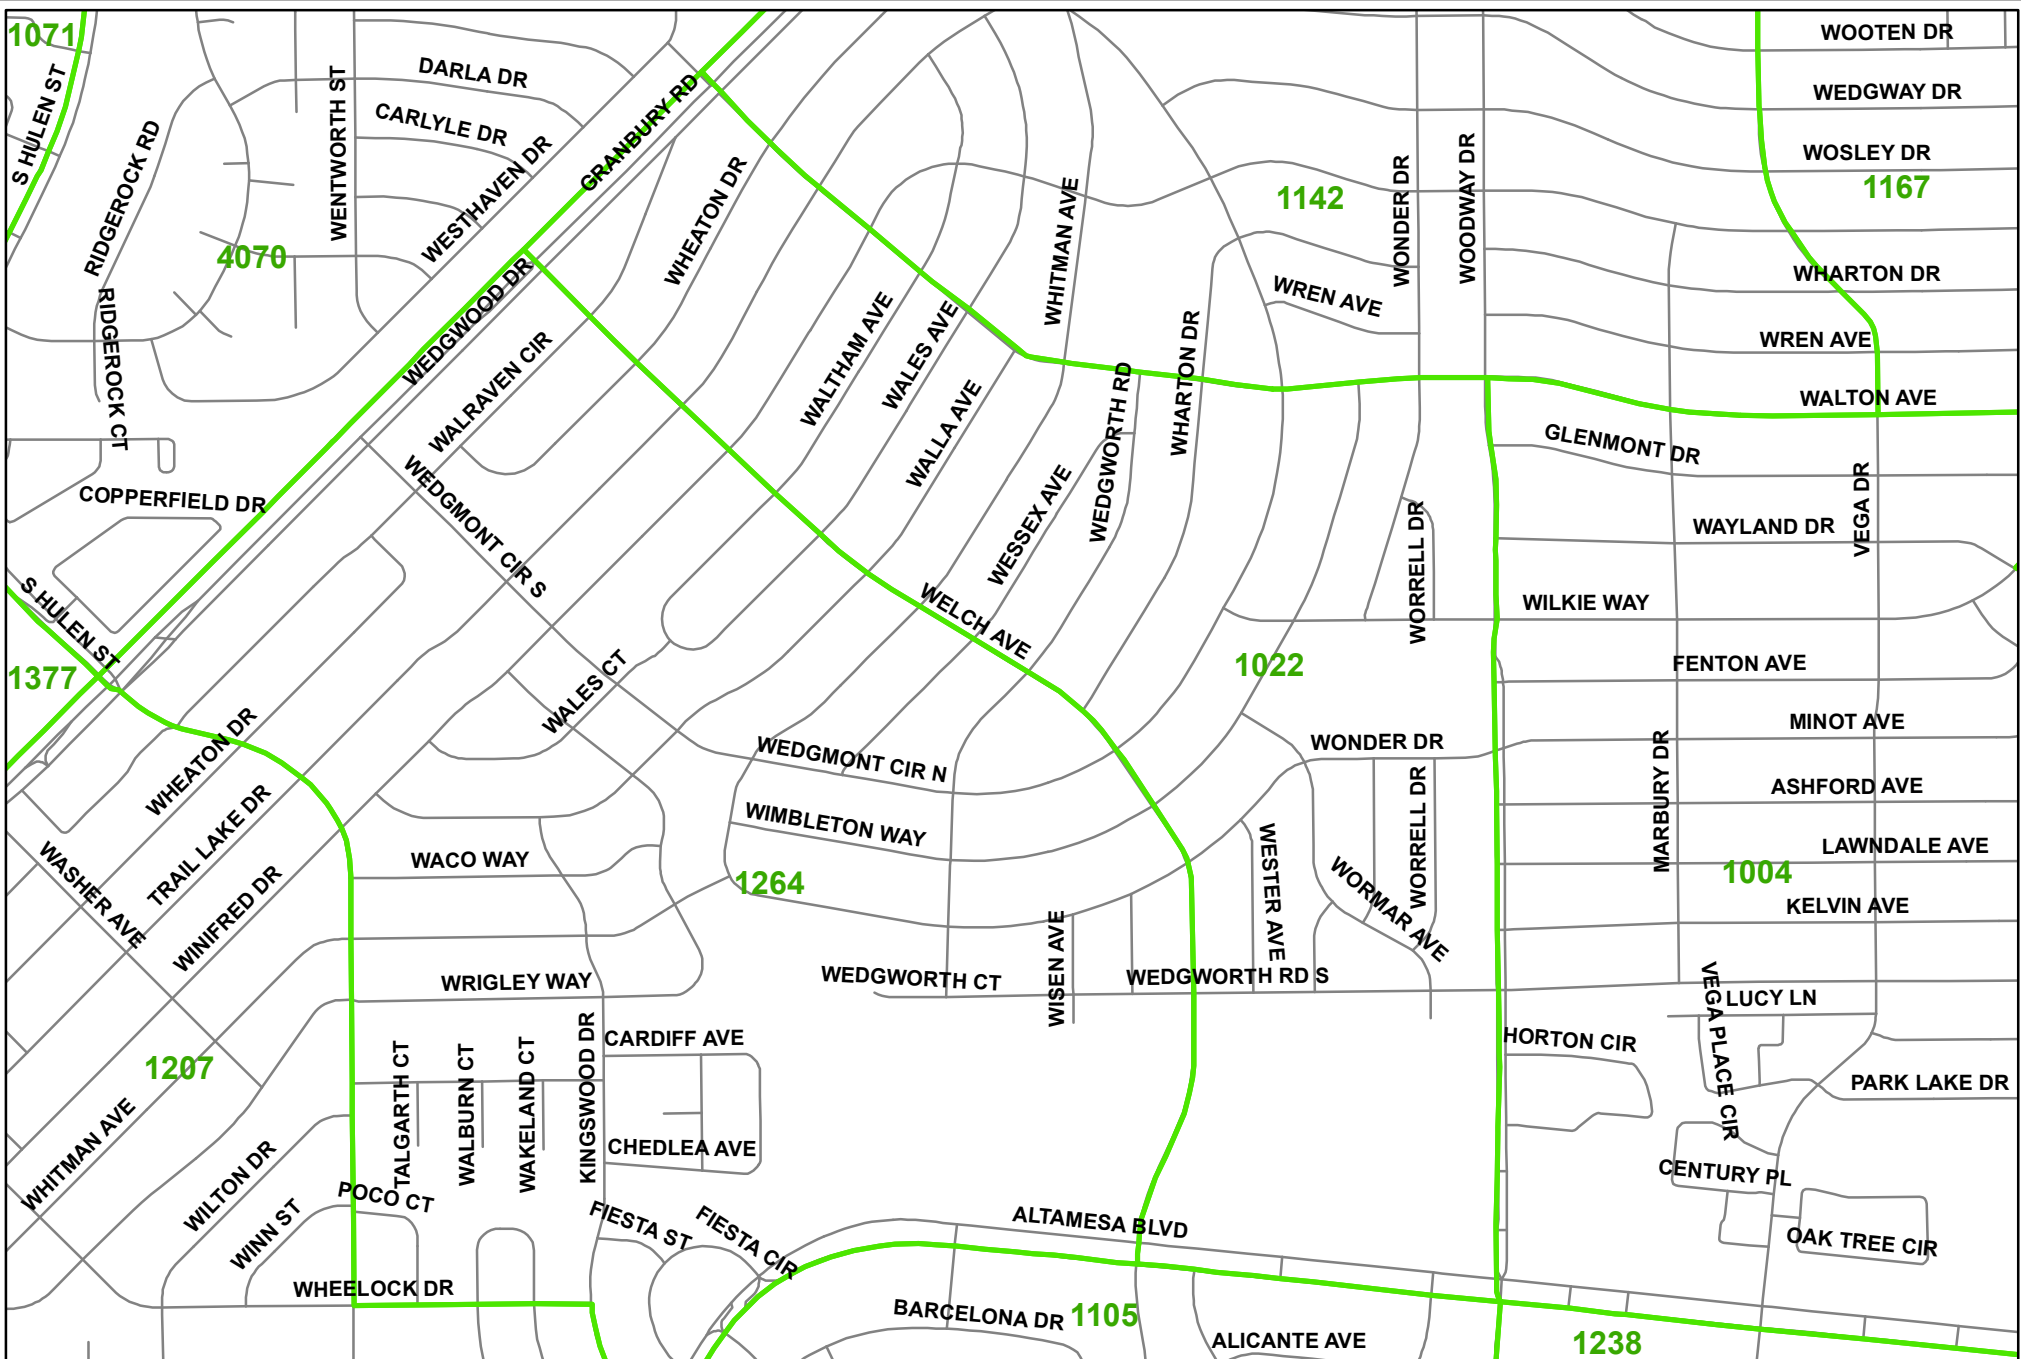 1071
WOOTEN DR
DARLA DR
S HULEN ST
WENTWORTH ST
GRANBURY RD
WEDGWAY DR
CARLYLE DR
RIDGEROCK RD
WESTHAVEN DR
WHEATON DR
WONDER DR
WOODWAY DR
WOSLEY DR
1142
1167
WHITMAN AVE
4070
WEDGWOOD DR
WHARTON DR
WREN AVE
RIDGEROCK CT
WALTHAM AVE
WALES AVE
WHARTON DR
WREN AVE
WALRAVEN CIR
WALLA AVE
WEDGWORTH RD
WALTON AVE
GLENMONT DR
COPPERFIELD DR
WEDGMONT CIR S
WESSEX AVE
WORRELL DR
VEGA DR
WAYLAND DR
S HULEN ST
WELCH AVE
WILKIE WAY
1377
WALES CT
1022
FENTON AVE
WHEATON DR
WEDGMONT CIR N
WONDER DR
MINOT AVE
MARBURY DR
TRAIL LAKE DR
WIMBLETON WAY
WORRELL DR
ASHFORD AVE
WASHER AVE
WINIFRED DR
WACO WAY
1264
WESTER AVE
WORMAR AVE
LAWNDALE AVE
1004
KELVIN AVE
WRIGLEY WAY
WEDGWORTH CT
WISEN AVE
WEDGWORTH RD S
VEGA PLACE CIR
LUCY LN
1207
TALGARTH CT
WALBURN CT
WAKELAND CT
KINGSWOOD DR
CARDIFF AVE
HORTON CIR
PARK LAKE DR
WHITMAN AVE
WILTON DR
CHEDLEA AVE
CENTURY PL
WINN ST
POCO CT
FIESTA ST
FIESTA CIR
ALTAMESA BLVD
OAK TREE CIR
WHEELOCK DR
BARCELONA DR
1105
ALICANTE AVE
1238